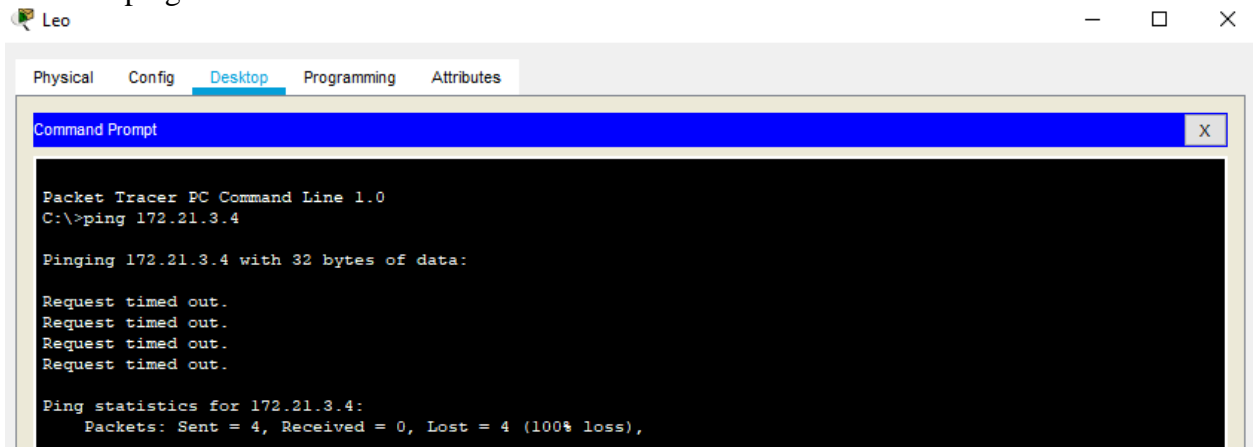 Leo
Physical Config Desktop Programming Attributes
Command Prompt
X
Packet Tracer PC Command Line 1.0
C:\>ping 172.21.3.4
Pinging 172.21.3.4 with 32 bytes of data:
Request timed out.
Request timed out.
Request timed out.
Request timed out.
Ping statistics for 172.21.3.4:
Packets: Sent = 4, Received = 0, Lost = 4 (100% loss),